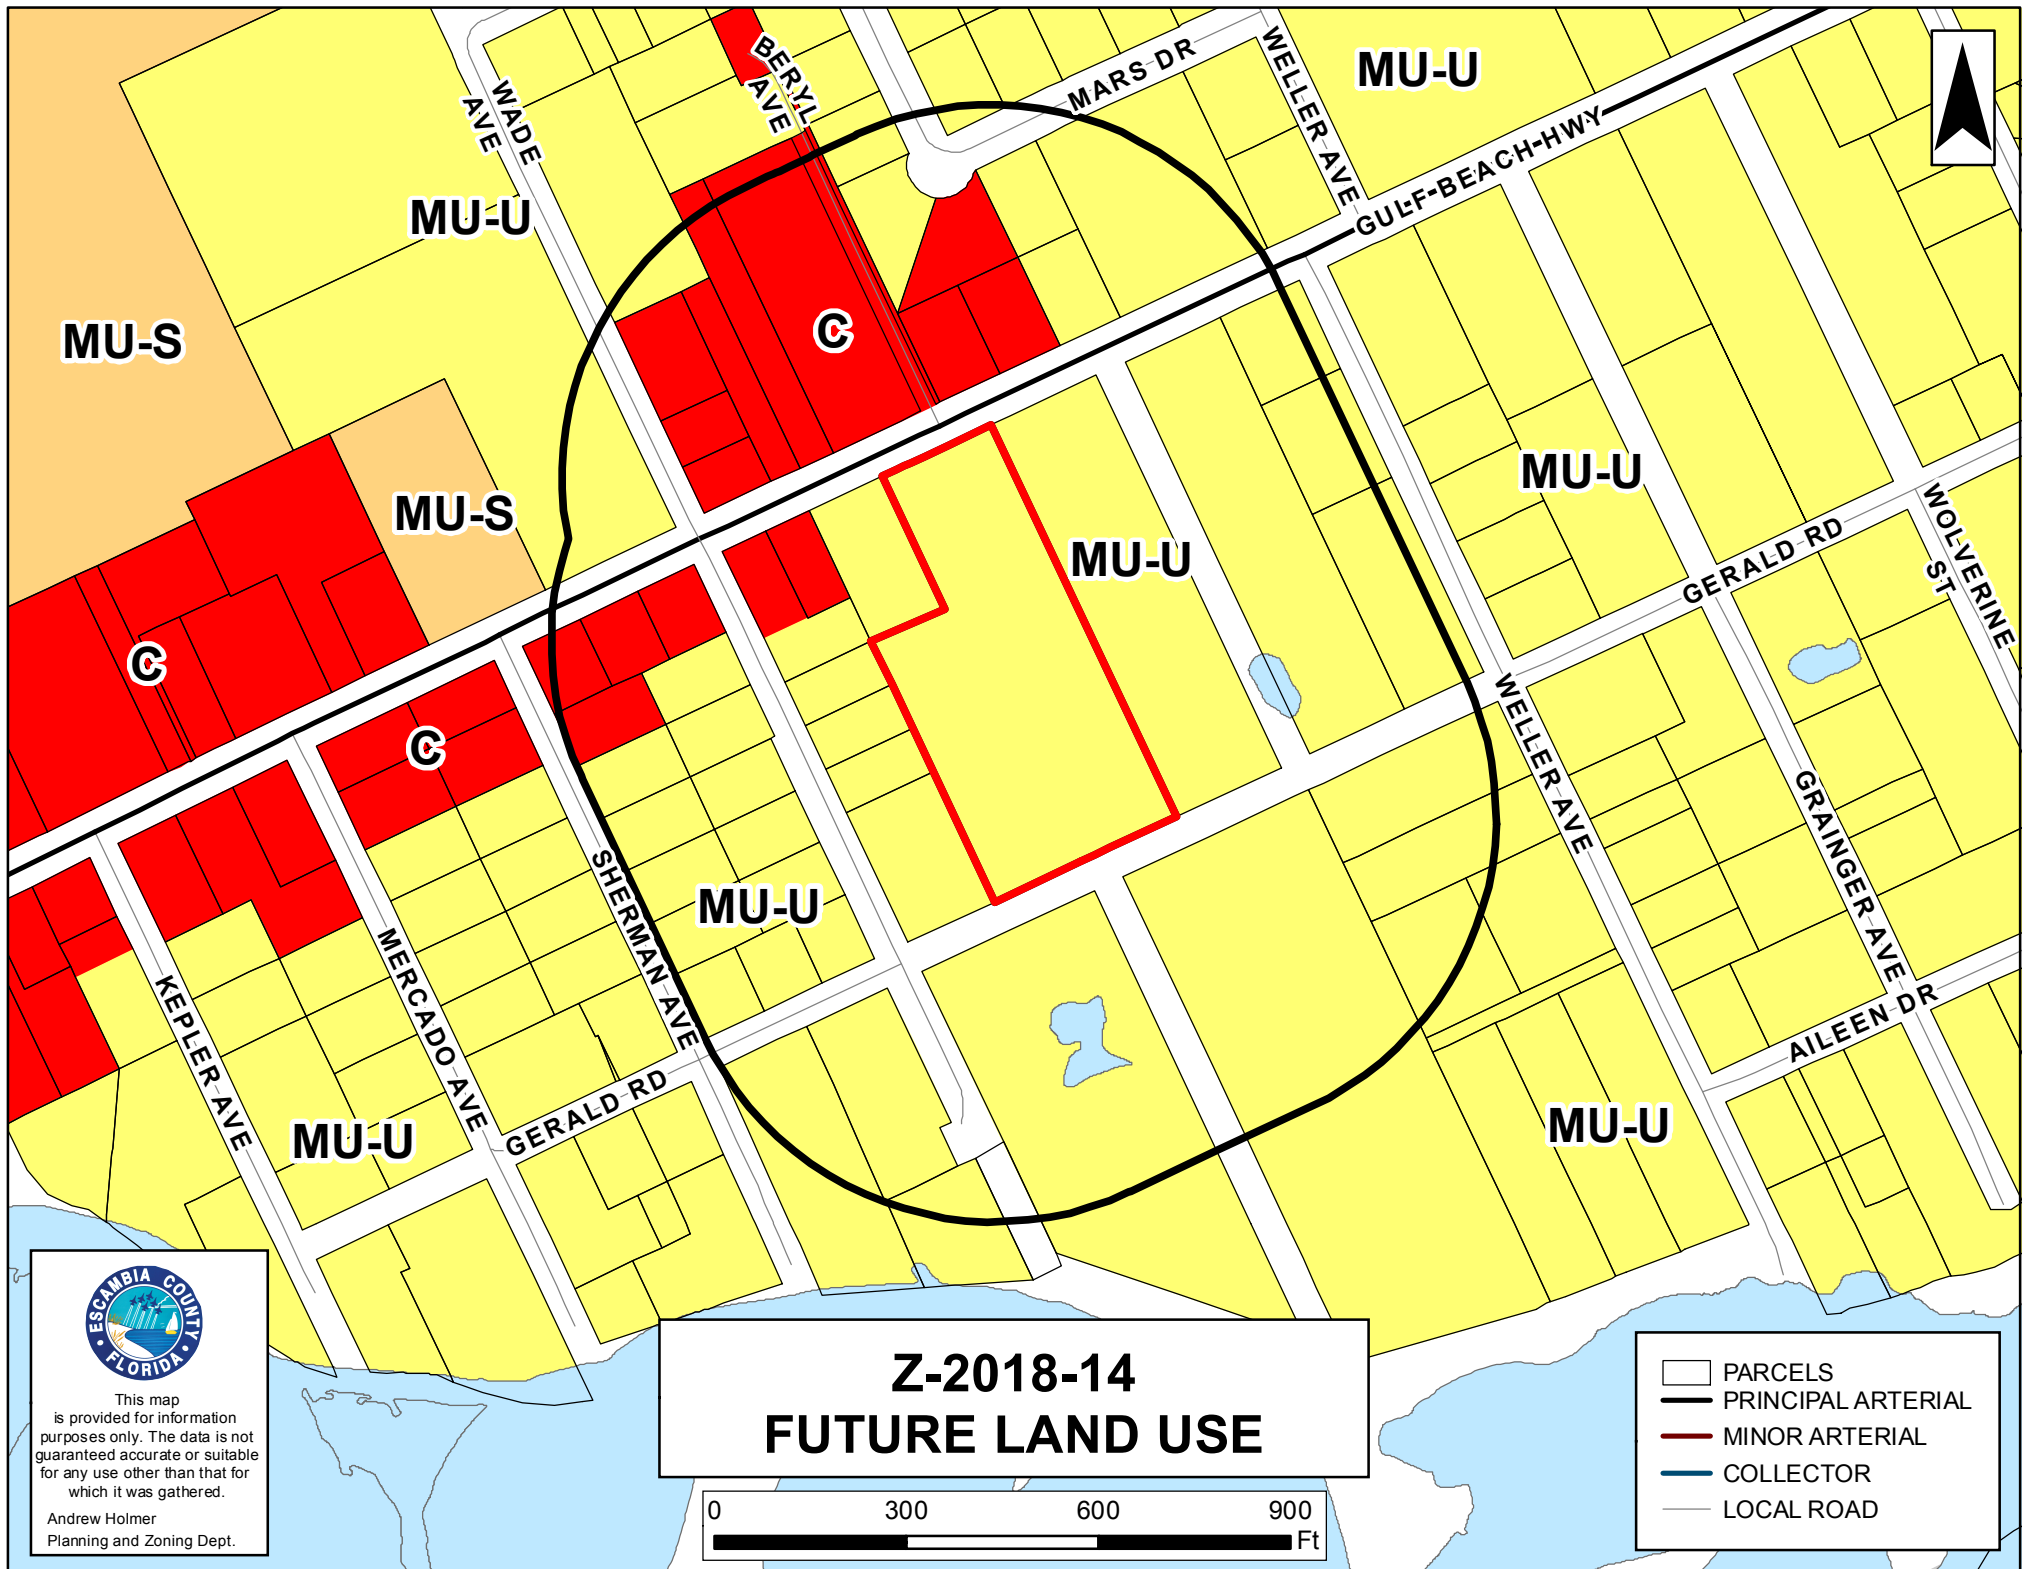 BERYL
AVE
MARS DR
WELLER AVE
MU-U
WADE
AVE
GULF-BEACH-HWY
MU-U
C
MU-S
MU-S
MU-U
MU-U
WOLVERINE
ST
GERALD RD
C
C
WELLER AVE
GRAINGER AVE
SHERMAN AVE
MU-U
MERCADO AVE
KEPLER AVE
AILEEN DR
GERALD RD
MU-U
MU-U
ESCAMBIA COUNTY
FLORIDA
This map
is provided for information
purposes only. The data is not
guaranteed accurate or suitable
for any use other than that for
which it was gathered.
Andrew Holmer
Planning and Zoning Dept.
Z-2018-14
FUTURE LAND USE
0 300 600 900
Ft
PARCELS
PRINCIPAL ARTERIAL
MINOR ARTERIAL
COLLECTOR
LOCAL ROAD